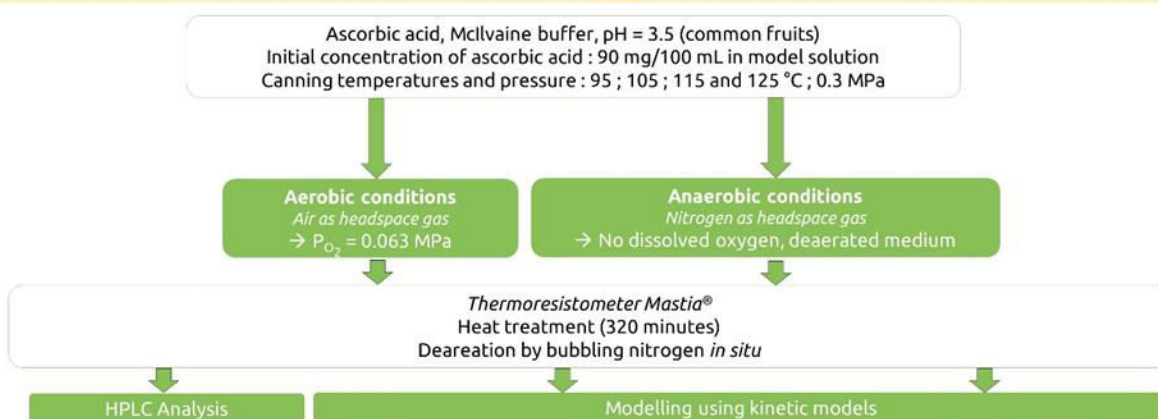 Ascorbic acid, McIlvaine buffer, pH = 3.5 (common fruits)
Initial concentration of ascorbic acid : 90 mg/100 mL in model solution
Canning temperatures and pressure : 95 ; 105 ; 115 and 125 °C ; 0.3 MPa
Aerobic conditions
Air as headspace gas
→ P_O₂ = 0.063 MPa
Anaerobic conditions
Nitrogen as headspace gas
→ No dissolved oxygen, deaerated medium
Thermoresistometer Mastia®
Heat treatment (320 minutes)
Deareation by bubbling nitrogen in situ
HPLC Analysis
Modelling using kinetic models